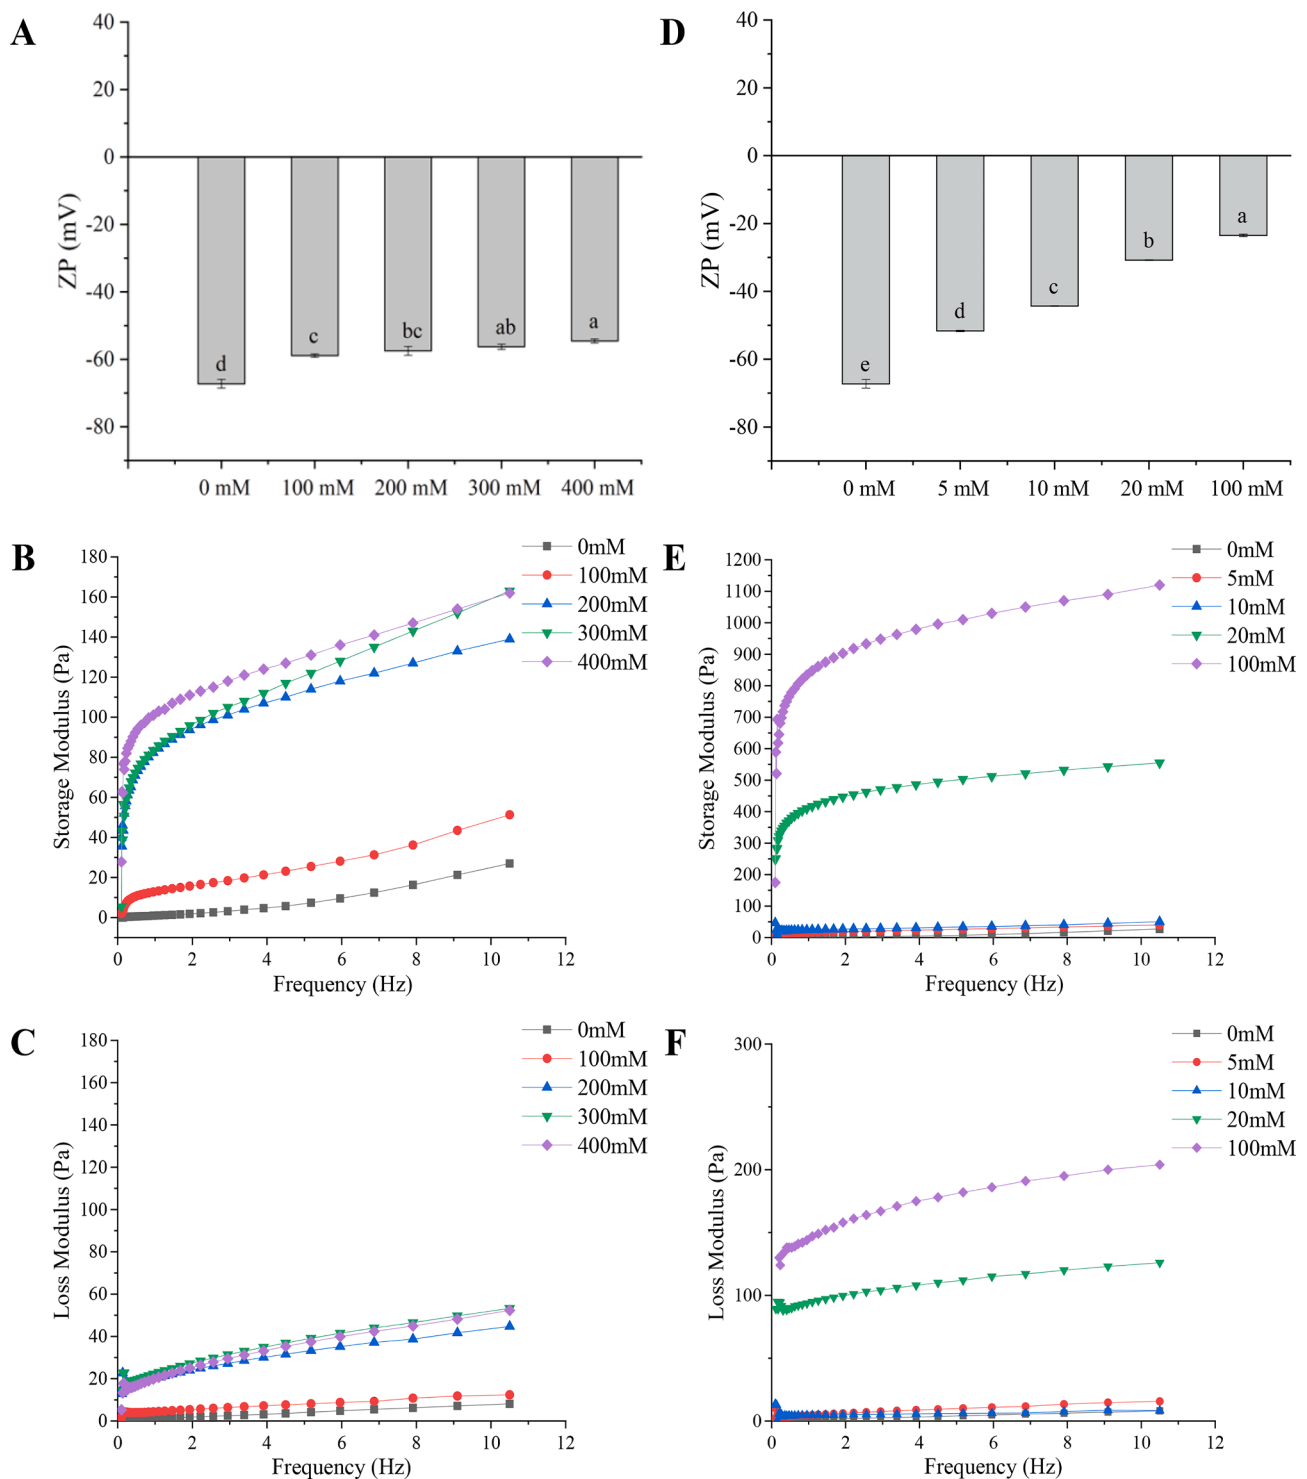 A
ZP (mV)
40
20
0
-20
-40
-60
-80
d
c
bc
ab
a
0 mM
100 mM
200 mM
300 mM
400 mM
D
ZP (mV)
40
20
0
-20
-40
-60
-80
e
d
c
b
a
0 mM
5 mM
10 mM
20 mM
100 mM
B
Storage Modulus (Pa)
180
160
140
120
100
80
60
40
20
0
0 2 4 6 8 10 12
Frequency (Hz)
0mM
100mM
200mM
300mM
400mM
E
Storage Modulus (Pa)
1200
1100
1000
900
800
700
600
500
400
300
200
100
50
0
0 2 4 6 8 10 12
Frequency (Hz)
0mM
5mM
10mM
20mM
100mM
C
Loss Modulus (Pa)
180
160
140
120
100
80
60
40
20
0
0 2 4 6 8 10 12
Frequency (Hz)
0mM
100mM
200mM
300mM
400mM
F
Loss Modulus (Pa)
300
200
100
0
0 2 4 6 8 10 12
Frequency (Hz)
0mM
5mM
10mM
20mM
100mM